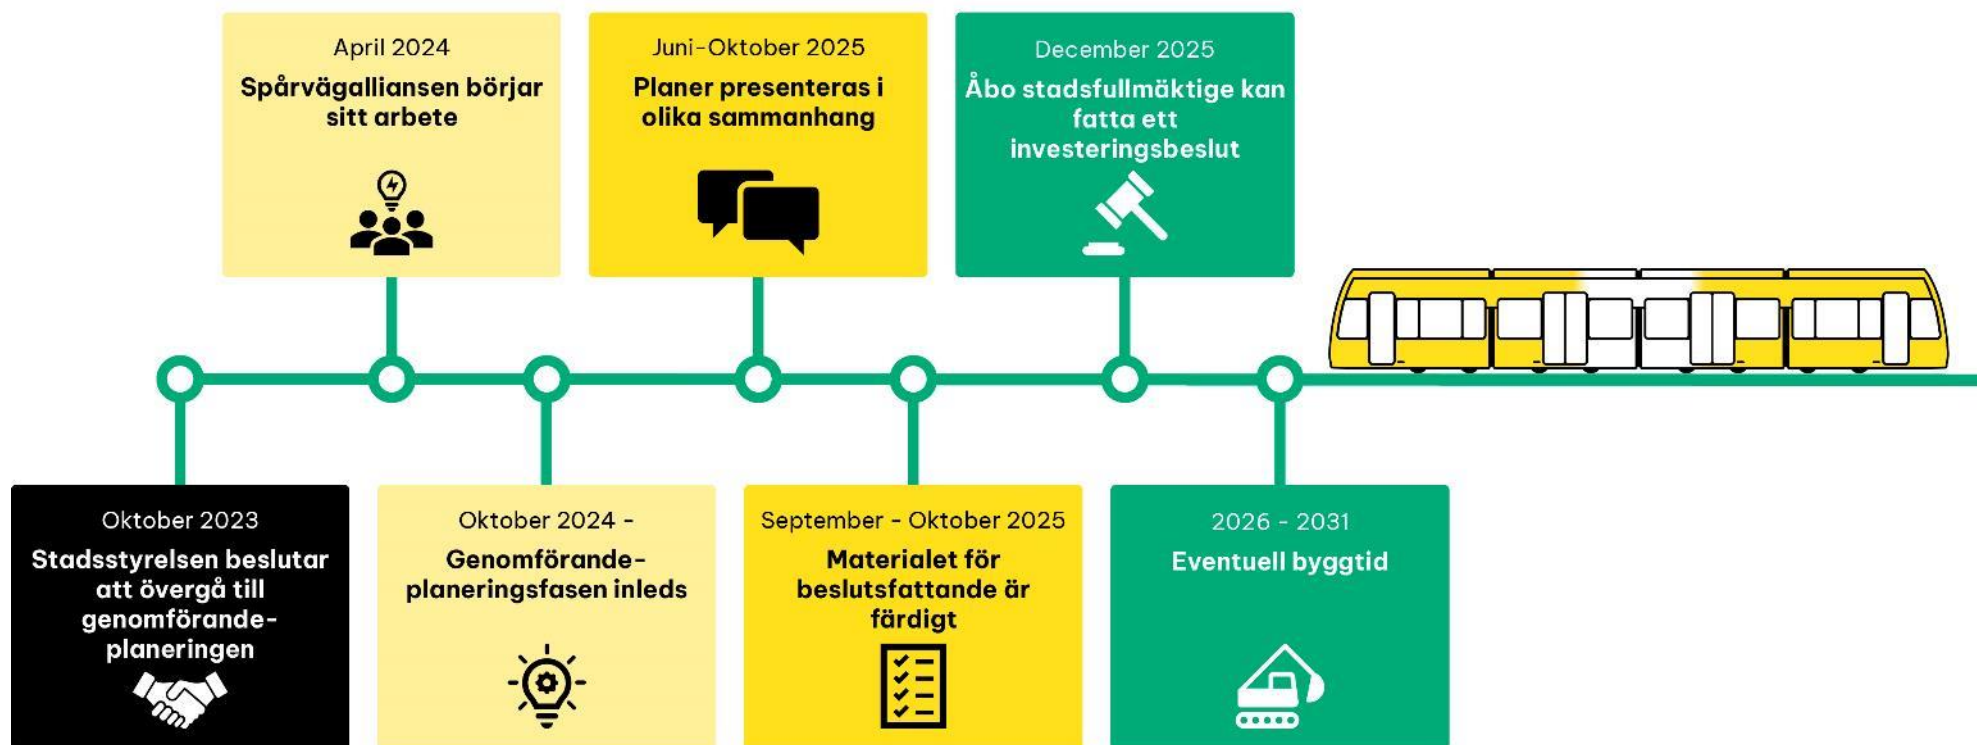 April 2024
Spårvägalliansen börjar
sitt arbete
Juni-Oktober 2025
Planer presenteras i
olika sammanhang
December 2025
Åbo stadsfullmäktige kan
fatta ett
investeringsbeslut
Oktober 2023
Stadsstyrelsen beslutar
att övergå till
genomförande-
planeringen
Oktober 2024 -
Genomförande-
planeringsfasen inleds
September - Oktober 2025
Materialet för
beslutsfattande är
färdigt
2026 - 2031
Eventuell byggtid